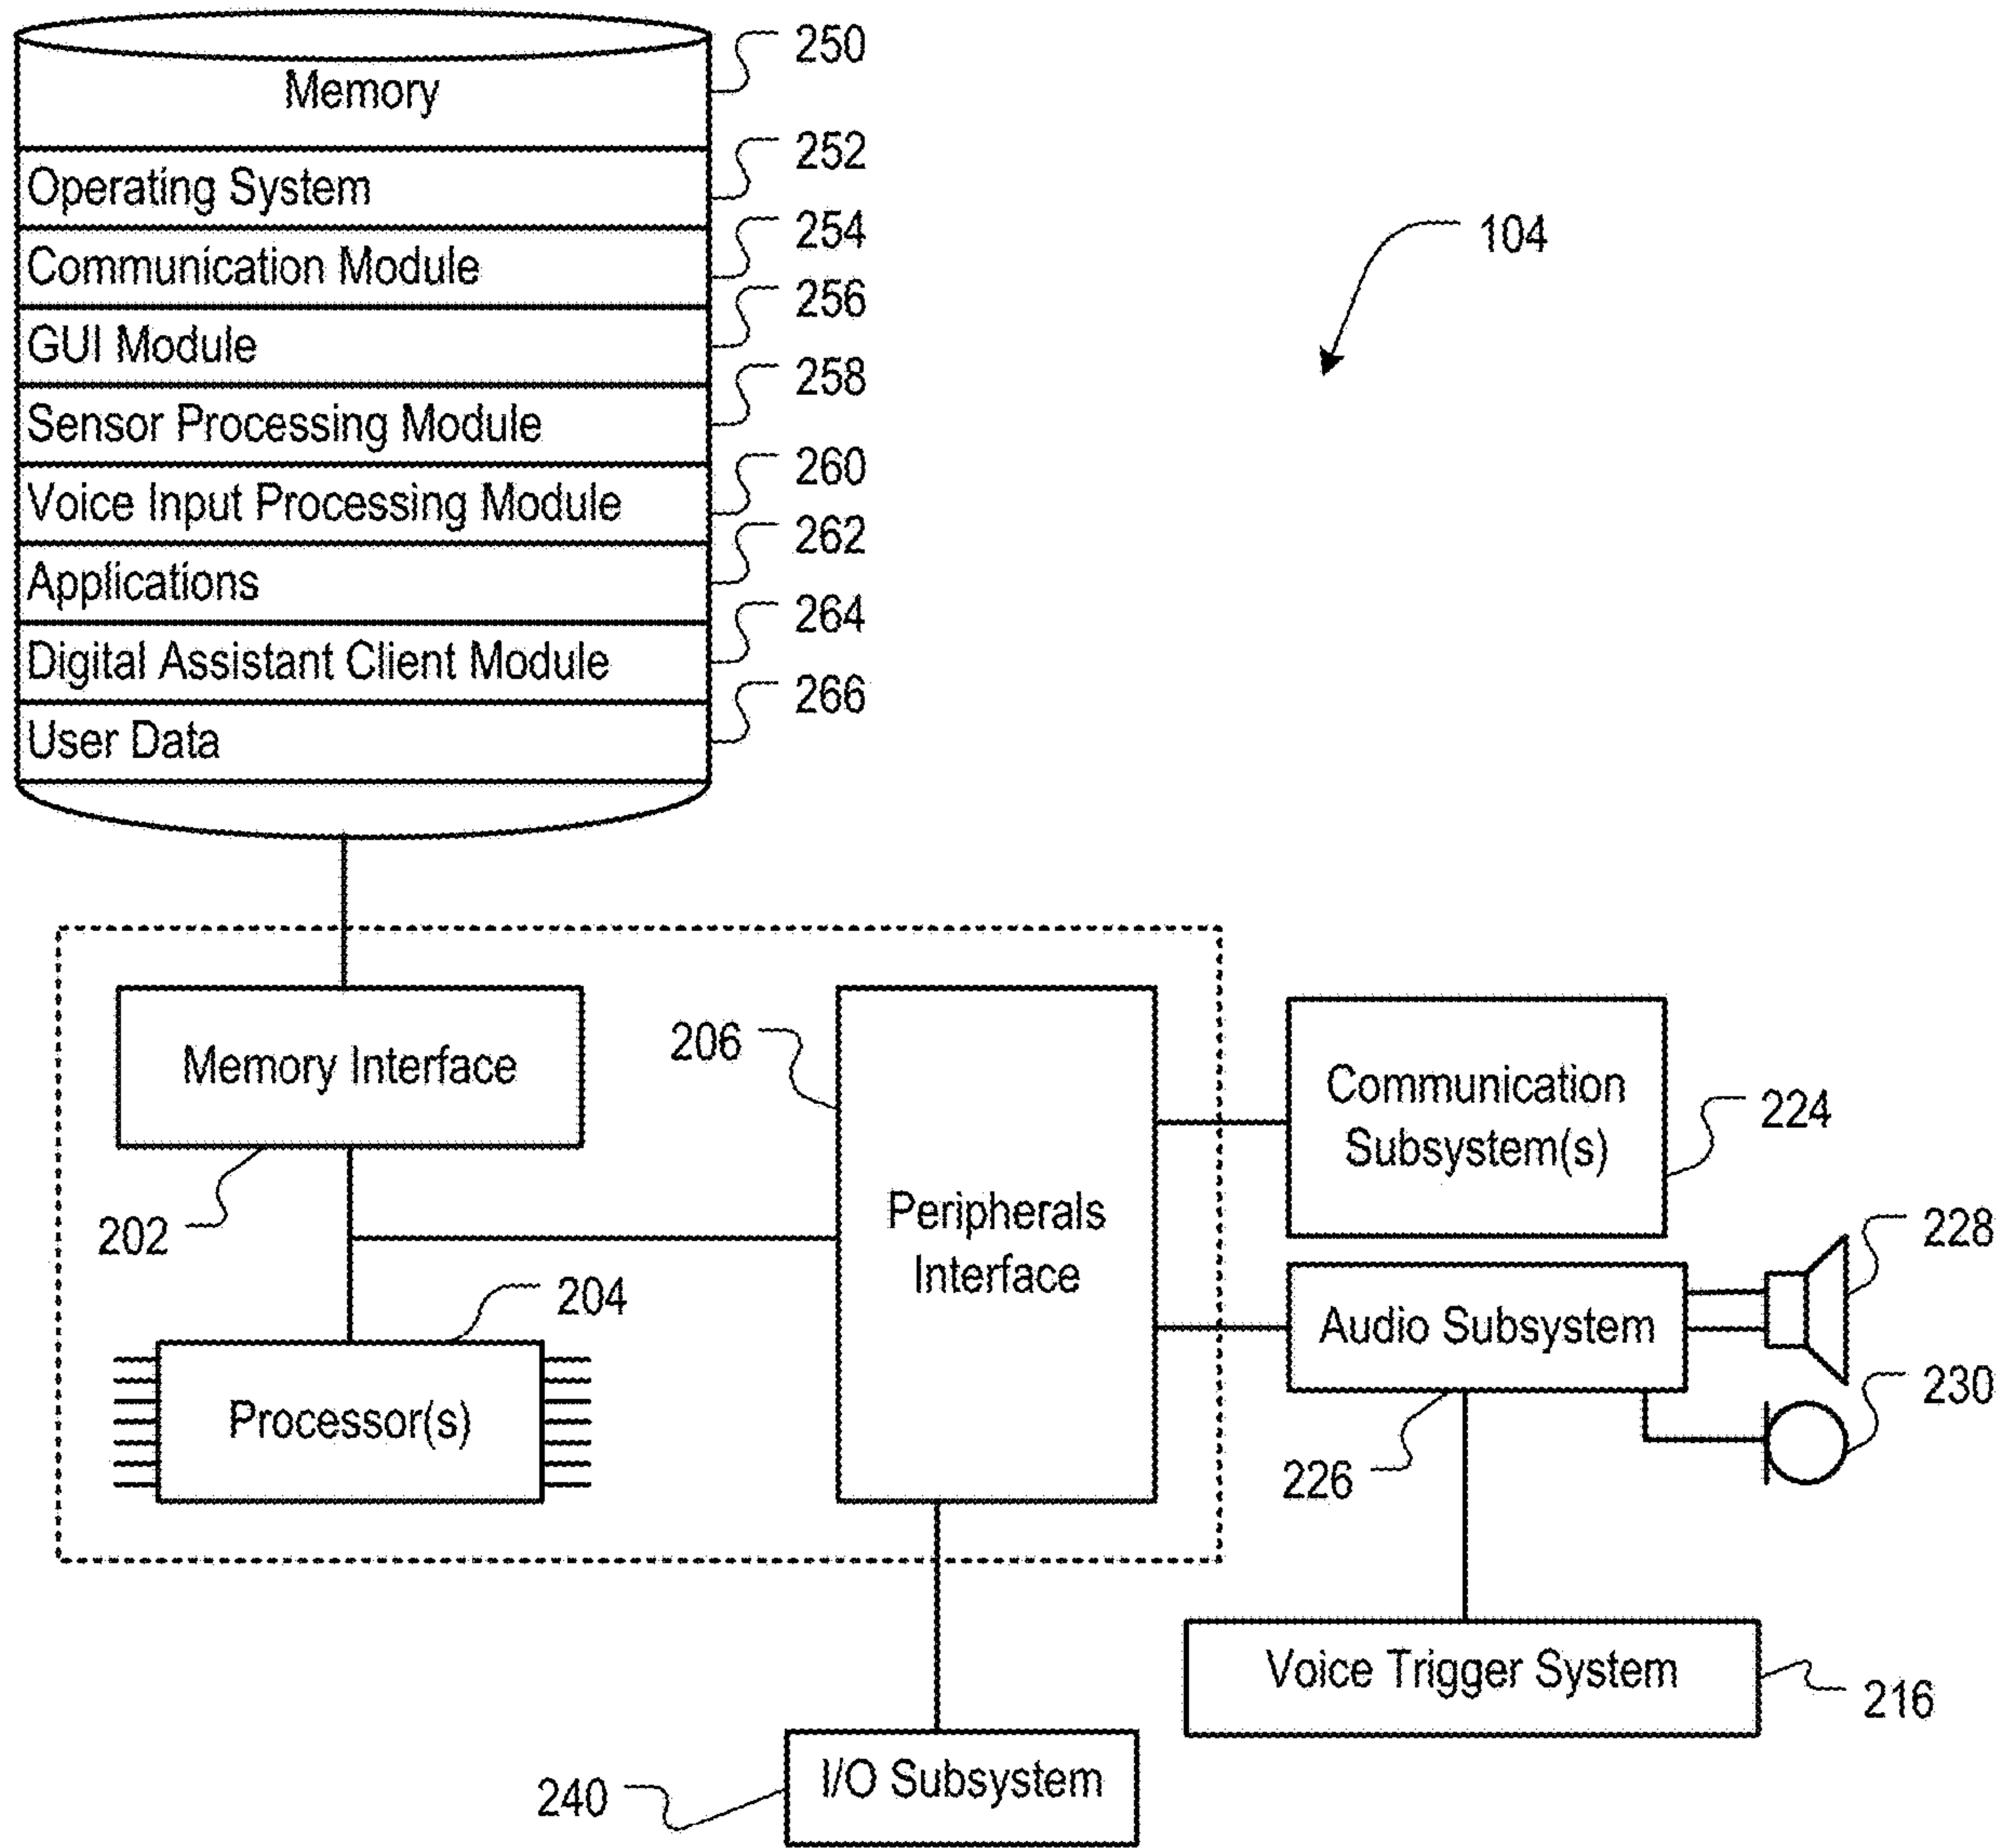 Memory
250
Operating System
252
Communication Module
254
GUI Module
256
Sensor Processing Module
258
Voice Input Processing Module
260
Applications
262
Digital Assistant Client Module
264
User Data
266
104
Memory Interface
202
206
Peripherals
Interface
Communication
Subsystem(s)
224
204
Processor(s)
Audio Subsystem
226
228
230
Voice Trigger System
216
I/O Subsystem
240